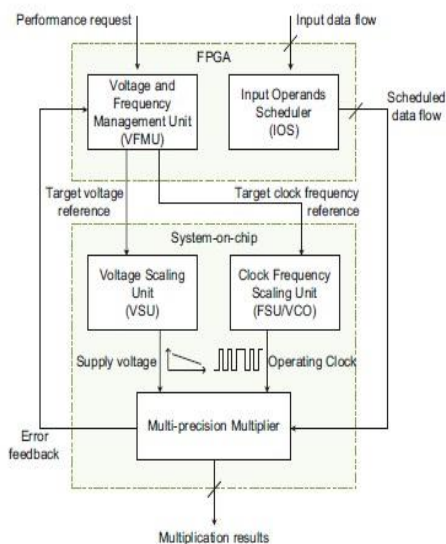 Performance request
Input data flow
FPGA
Voltage and
Frequency
Management Unit
(VFMU)
Input Operands
Scheduler
(IOS)
Scheduled
data flow
Target voltage
reference
Target clock frequency
reference
System-on-chip
Voltage Scaling
Unit
(VSU)
Clock Frequency
Scaling Unit
(FSU/VCO)
Supply voltage
Operating Clock
Multi-precision Multiplier
Error
feedback
Multiplication results